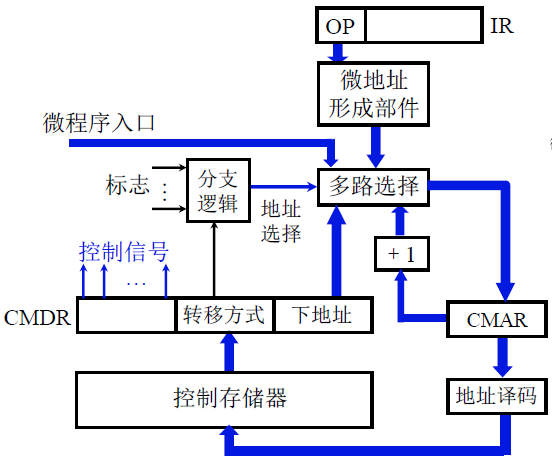 OP
IR
微地址
形成部件
微程序入口
标志
分支
逻辑
地址
选择
多路选择
控制信号
+ 1
CMDR
转移方式
下地址
CMAR
控制存储器
地址译码